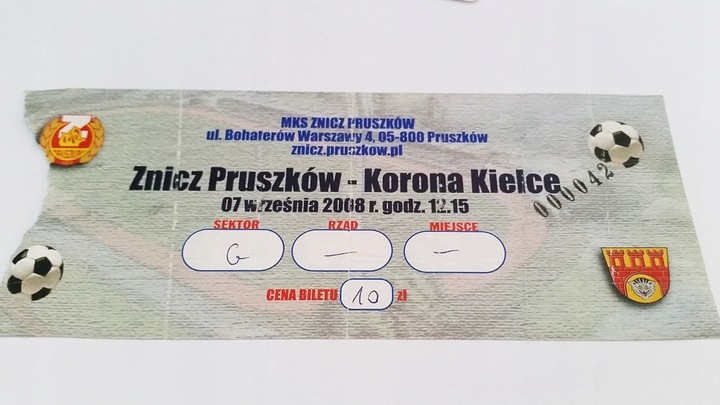 MKS ZNICZ PRUSZKÓW
ul. Bohaterów Warszawy 4, 05-800 Pruszków
znicz.pruszkow.pl
Znicz Pruszków - Korona Kielce
000042
07 września 2008 r. godz. 12.15
SEKTOR RZĄD MIEJSCE
G — —
CENA BILETU 10 zł